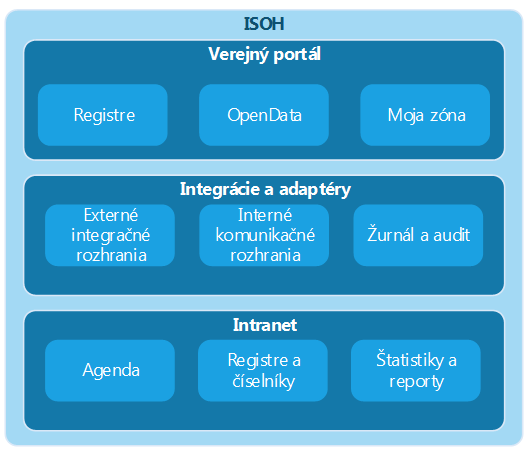 ISOH
Verejný portál
Registre
OpenData
Moja zóna
Integrácie a adaptéry
Externé
integračné
rozhrania
Interné
komunikačné
rozhrania
Žurnál a audit
Intranet
Agenda
Registre a
číselníky
Štatistiky a
reporty